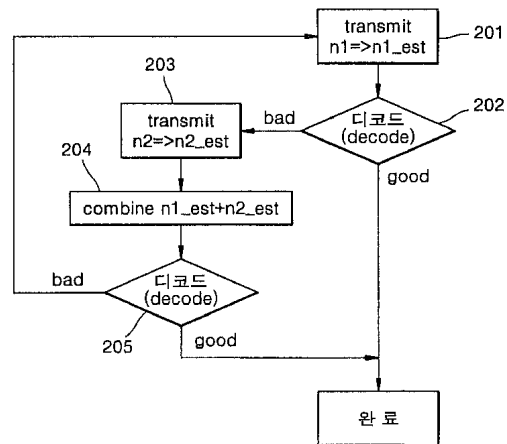 transmit
n1=>n1_est
201
203
transmit
n2=>n2_est
bad
디코드
(decode)
202
204
good
combine n1_est+n2_est
bad
디코드
(decode)
205
good
완 료